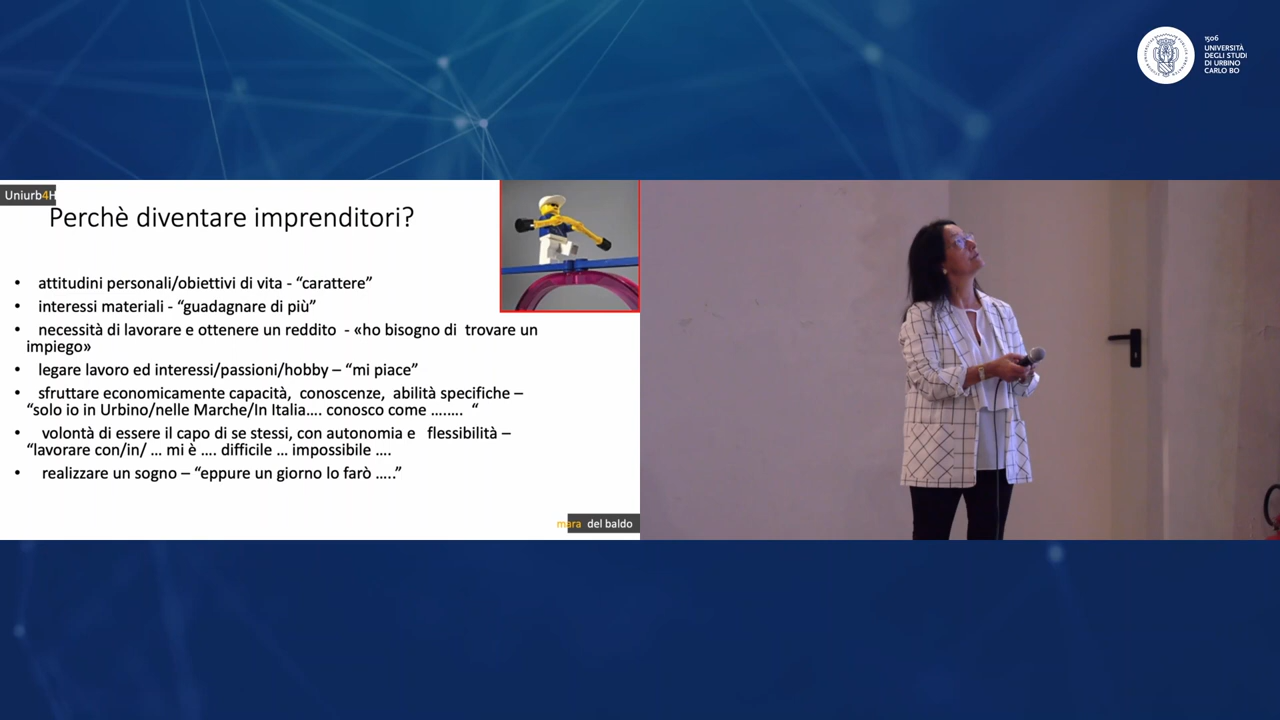 1506
UNIVERSITÀ
DEGLI STUDI
DI URBINO
CARLO BO
Uniurb4H
Perchè diventare imprenditori?
• attitudini personali/obiettivi di vita - “carattere”
• interessi materiali - “guadagnare di più”
• necessità di lavorare e ottenere un reddito - «ho bisogno di trovare un
impiego»
• legare lavoro ed interessi/passioni/hobby – “mi piace”
• sfruttare economicamente capacità, conoscenze, abilità specifiche –
“solo io in Urbino/nelle Marche/In Italia…. conosco come …….. “
• volontà di essere il capo di se stessi, con autonomia e flessibilità –
“lavorare con/in/ … mi è …. difficile … impossibile ….
• realizzare un sogno – “eppure un giorno lo farò …..”
mara del baldo